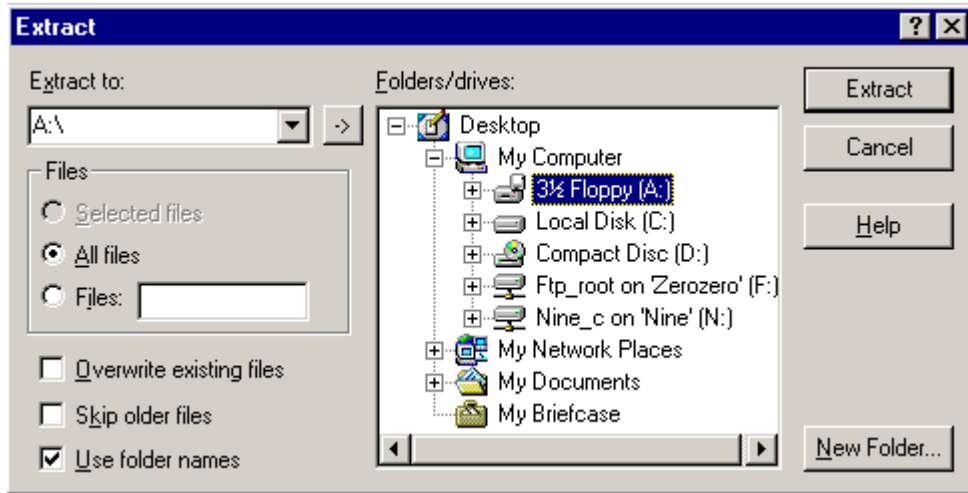 Extract
Extract to:
A:\
->
Files
Selected files
All files
Files:
Overwrite existing files
Skip older files
Use folder names
Folders/drives:
Desktop
My Computer
3½ Floppy (A:)
Local Disk (C:)
Compact Disc (D:)
Ftp_root on 'Zerozero' (F:)
Nine_c on 'Nine' (N:)
My Network Places
My Documents
My Briefcase
Extract
Cancel
Help
New Folder...